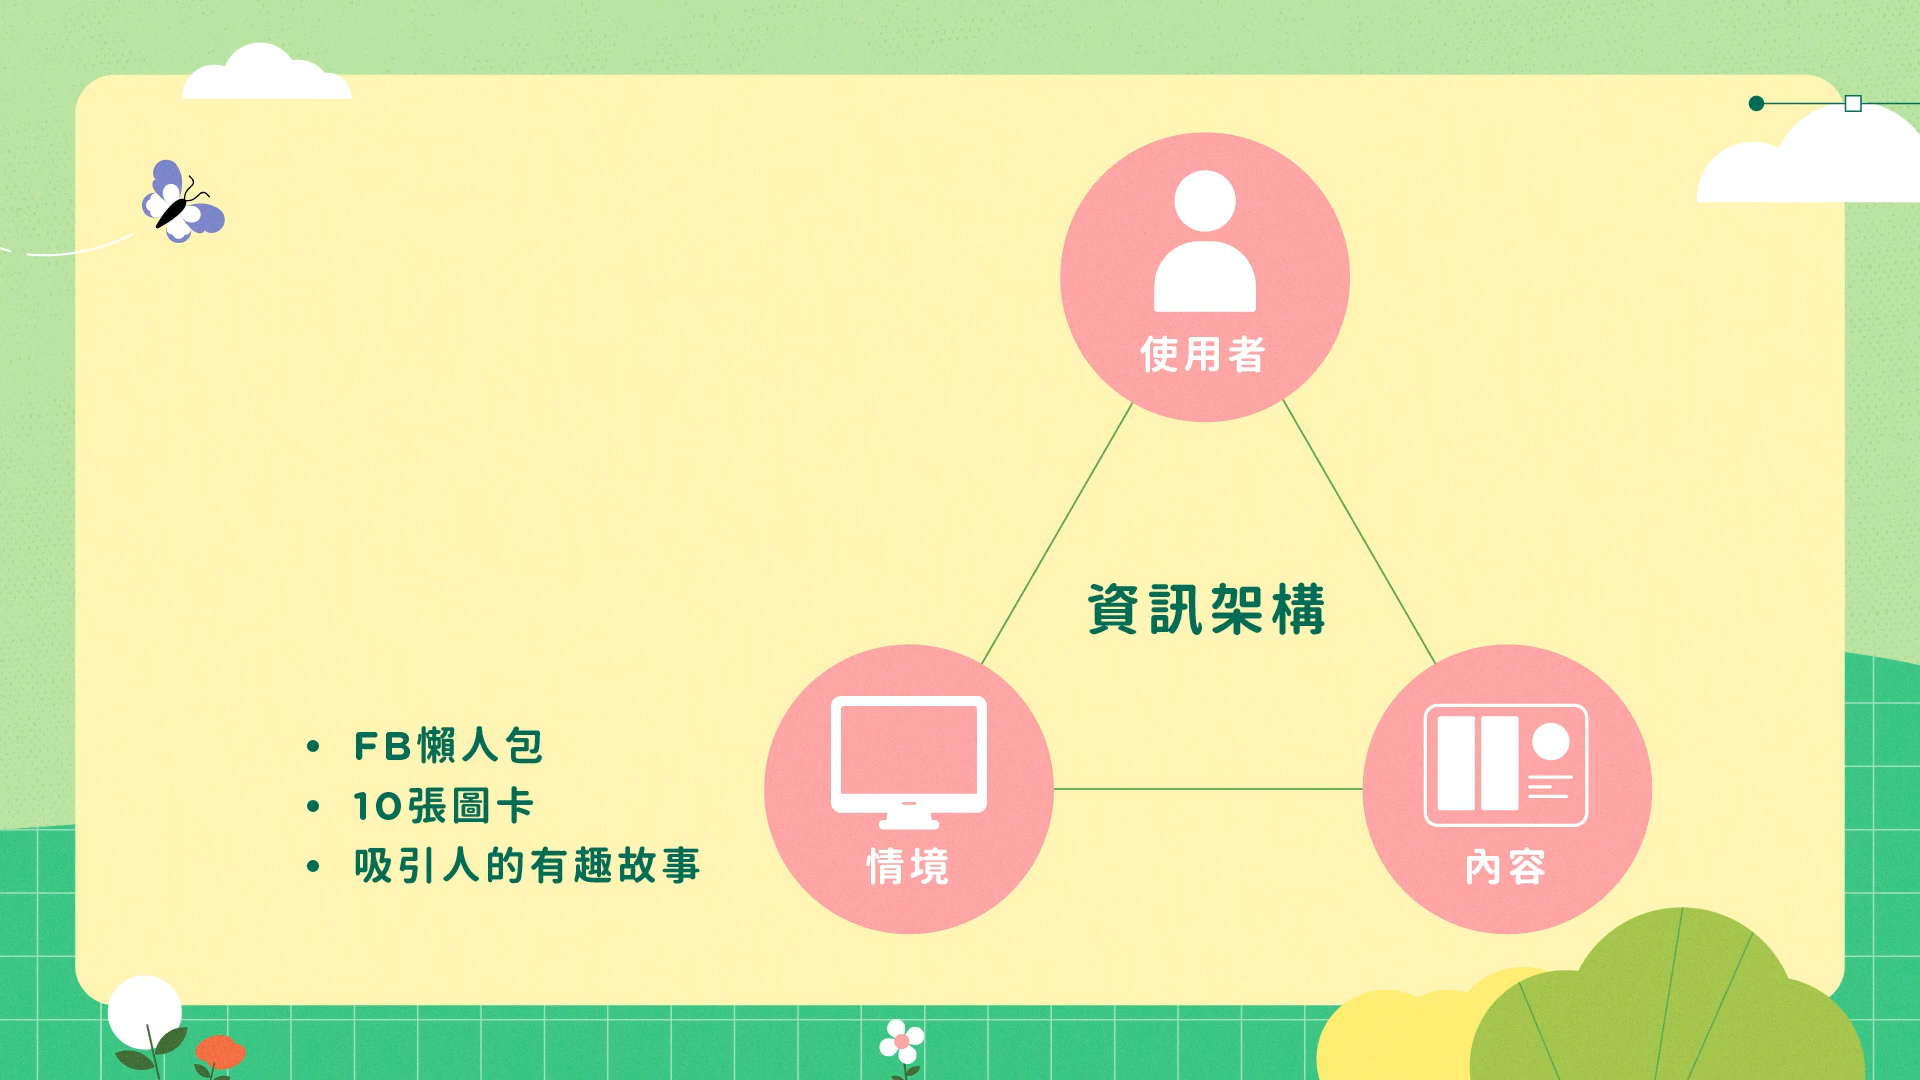 使用者
資訊架構
FB懶人包
10張圖卡
吸引人的有趣故事
情境
內容